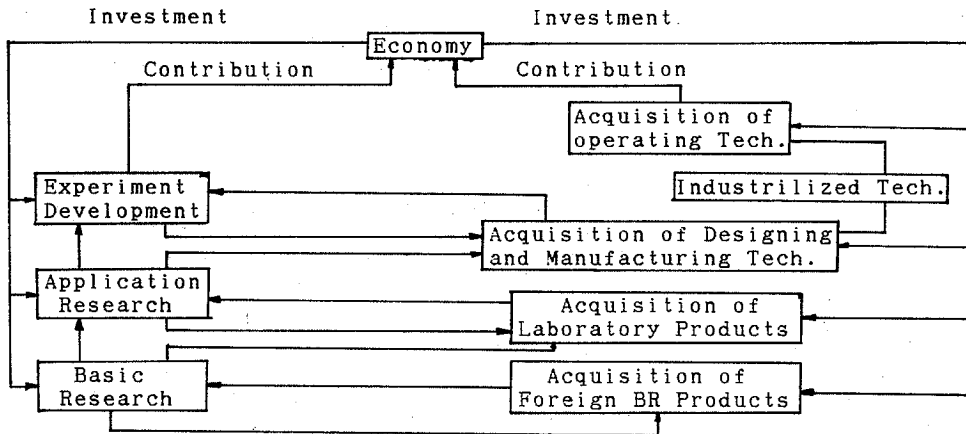 Investment
Investment
Economy
Contribution
Contribution
Acquisition of
operating Tech.
Experiment
Development
Industrilized Tech.
Acquisition of Designing
and Manufacturing Tech.
Application
Research
Acquisition of
Laboratory Products
Basic
Research
Acquisition of
Foreign BR Products